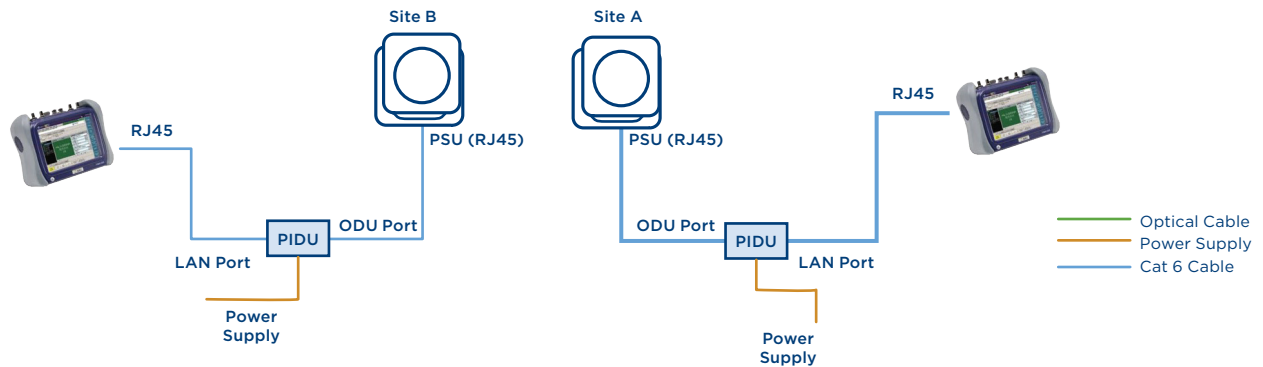 Site B
Site A
RJ45
RJ45
PSU (RJ45)
PSU (RJ45)
ODU Port
ODU Port
PIDU
PIDU
LAN Port
LAN Port
Optical Cable
Power Supply
Cat 6 Cable
Power
Supply
Power
Supply